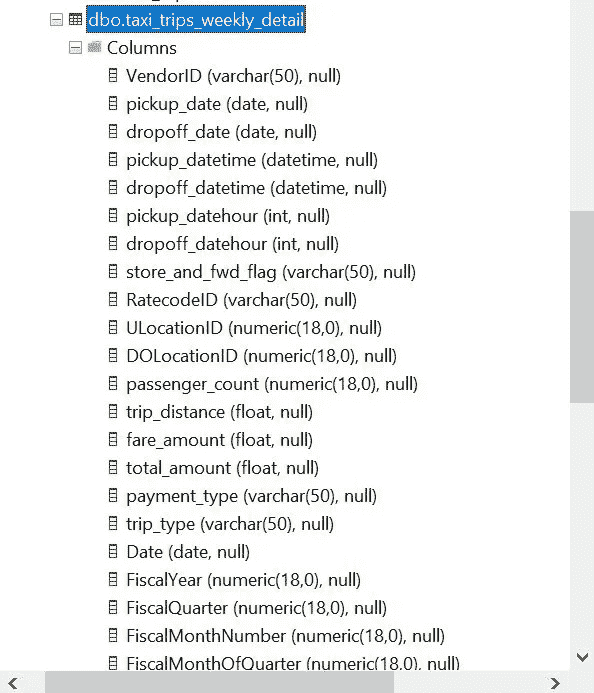 dbo.taxi_trips_weekly_detail
Columns
VendorID (varchar(50), null)
pickup_date (date, null)
dropoff_date (date, null)
pickup_datetime (datetime, null)
dropoff_datetime (datetime, null)
pickup_datehour (int, null)
dropoff_datehour (int, null)
store_and_fwd_flag (varchar(50), null)
RatecodeID (varchar(50), null)
ULocationID (numeric(18,0), null)
DOLocationID (numeric(18,0), null)
passenger_count (numeric(18,0), null)
trip_distance (float, null)
fare_amount (float, null)
total_amount (float, null)
payment_type (varchar(50), null)
trip_type (varchar(50), null)
Date (date, null)
FiscalYear (numeric(18,0), null)
FiscalQuarter (numeric(18,0), null)
FiscalMonthNumber (numeric(18,0), null)
FiscalMonthOfQuarter (numeric(18,0), null)